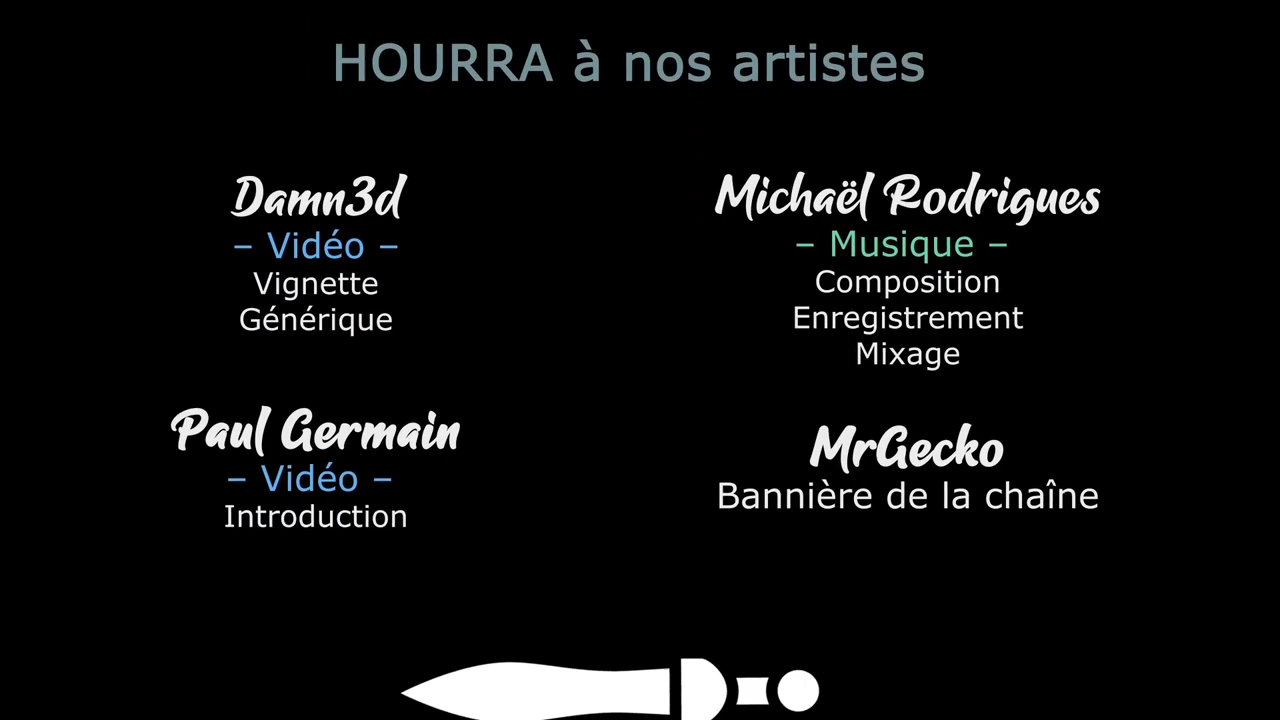 HOURRA à nos artistes
Damn3d
– Vidéo –
Vignette
Générique
Michaël Rodrigues
– Musique –
Composition
Enregistrement
Mixage
Paul Germain
– Vidéo –
Introduction
MrGecko
Bannière de la chaîne